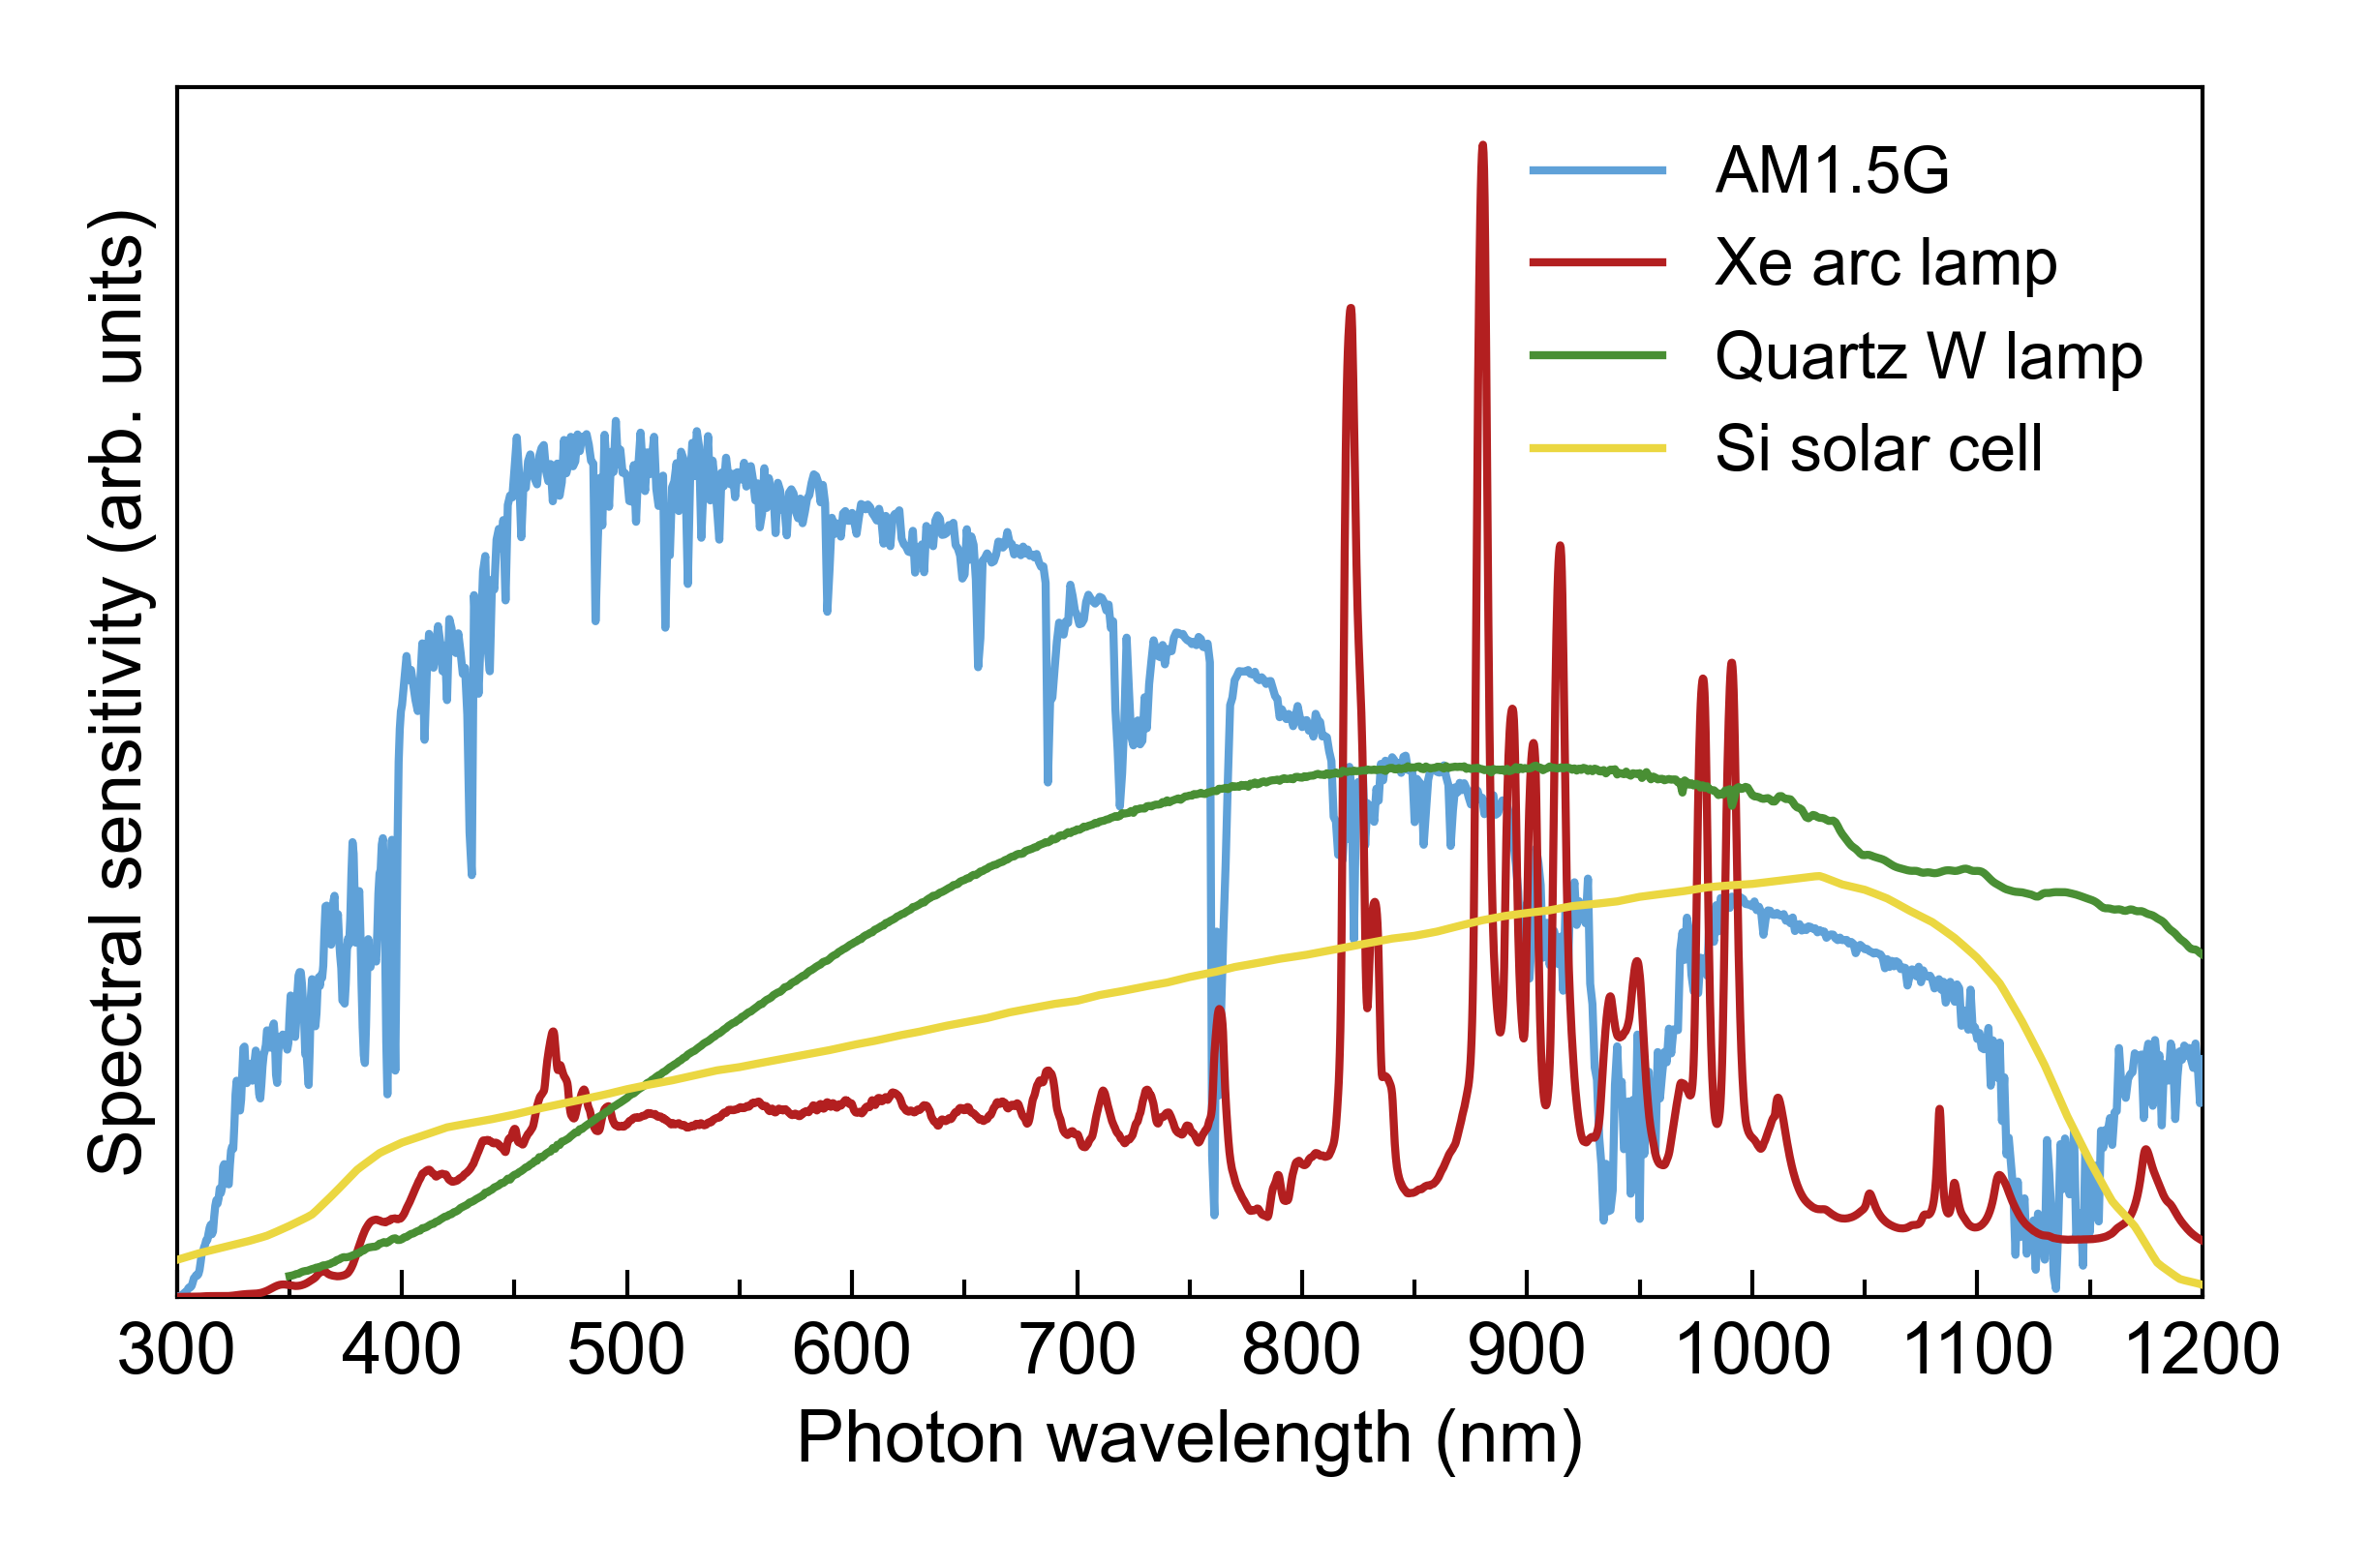 Spectral sensitivity (arb. units)
AM1.5G
Xe arc lamp
Quartz W lamp
Si solar cell
300 400 500 600 700 800 900 1000 1100 1200
Photon wavelength (nm)